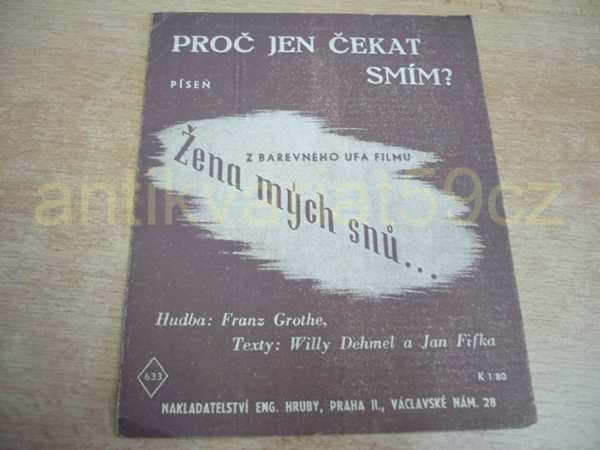 PROČ JEN ČEKAT
SMÍM?
PÍSEŇ
Z BAREVNÉHO UFA FILMU
Žena mých snů...
antikvariat59cz
Hudba: Franz Grothe,
Texty: Willy Dehmel a Jan Fifka
633
K 1·80
NAKLADATELSTVÍ ENG. HRUBY, PRAHA II., VÁCLAVSKÉ NÁM. 28